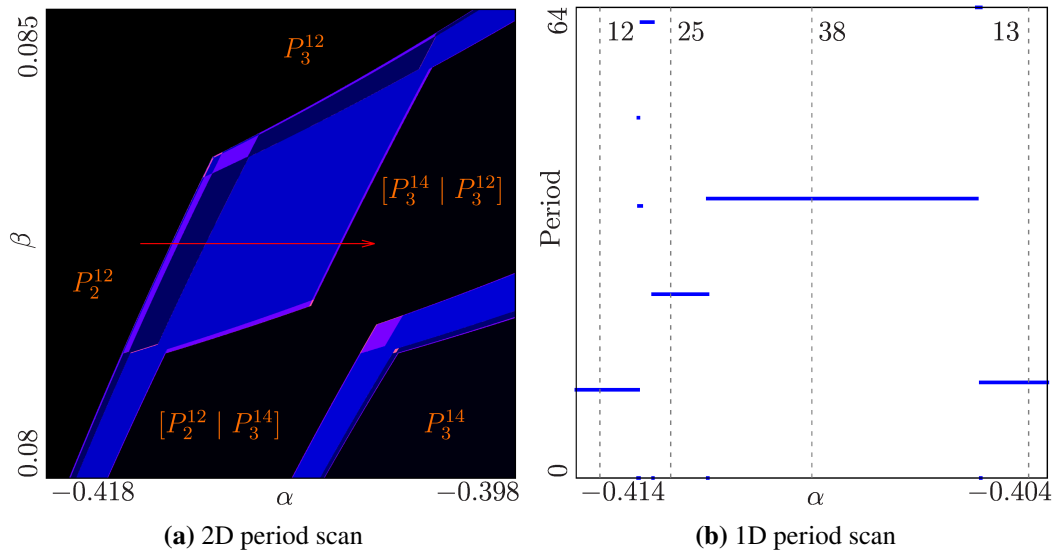 0.085
P_3^{12}
[P_3^{14} | P_3^{12}]
β
P_2^{12}
[P_2^{12} | P_3^{14}]
P_3^{14}
0.08
−0.418
α
−0.398
(a) 2D period scan
64
12
25
38
13
Period
0
−0.414
α
−0.404
(b) 1D period scan